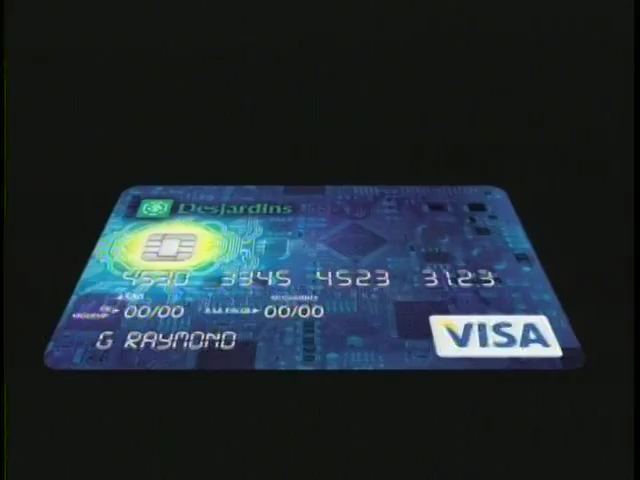 Desjardins
4530 3345 4523 3123
00/00 00/00
G RAYMOND
VISA